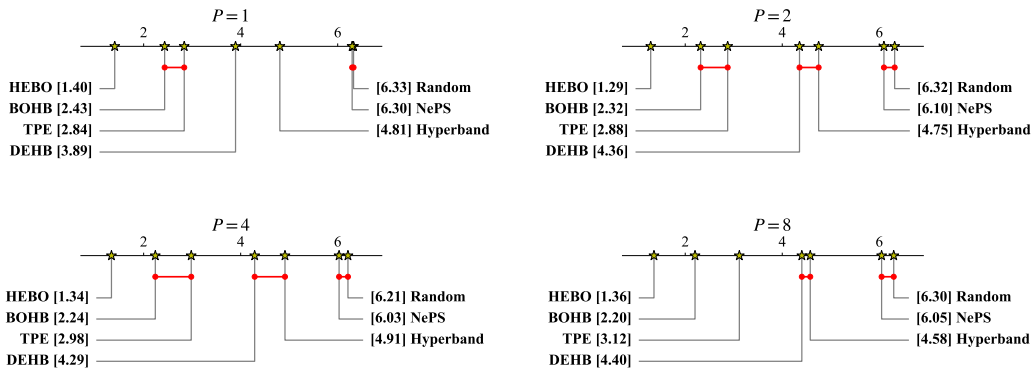 P = 1
2 4 6
HEBO [1.40]
BOHB [2.43]
TPE [2.84]
DEHB [3.89]
[6.33] Random
[6.30] NePS
[4.81] Hyperband
P = 2
2 4 6
HEBO [1.29]
BOHB [2.32]
TPE [2.88]
DEHB [4.36]
[6.32] Random
[6.10] NePS
[4.75] Hyperband
P = 4
2 4 6
HEBO [1.34]
BOHB [2.24]
TPE [2.98]
DEHB [4.29]
[6.21] Random
[6.03] NePS
[4.91] Hyperband
P = 8
2 4 6
HEBO [1.36]
BOHB [2.20]
TPE [3.12]
DEHB [4.40]
[6.30] Random
[6.05] NePS
[4.58] Hyperband